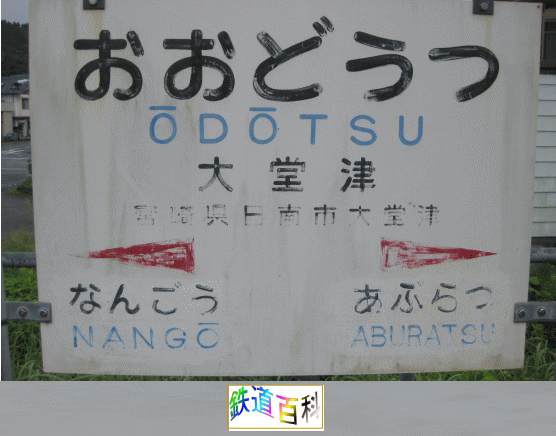 おおどうつ
ŌDŌTSU
大堂津
宮崎県日南市大堂津
なんごう あぶらつ
NANGŌ ABURATSU
鉄道百科